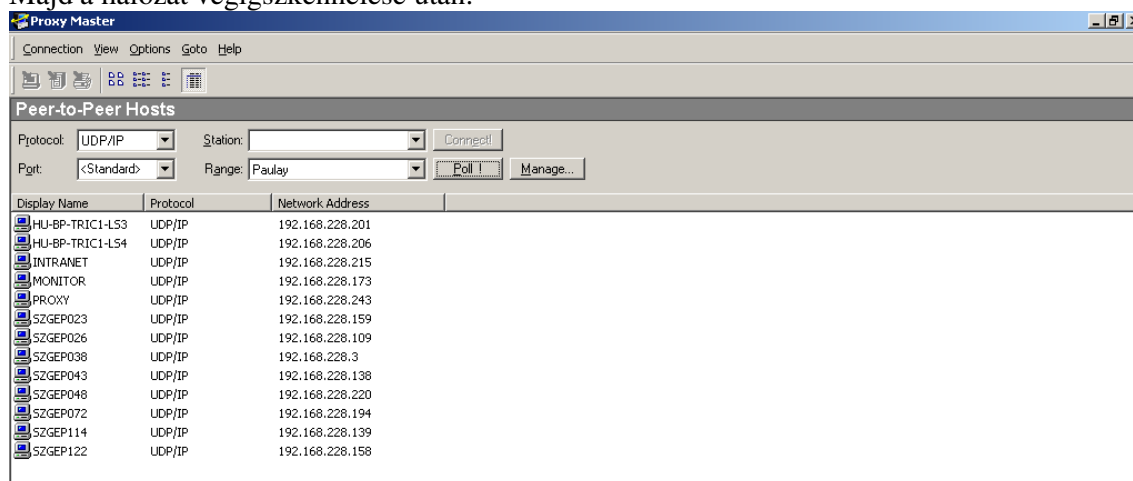 Majd a hálózat végigszkennelése után:
Proxy Master
Connection View Options Goto Help
Peer-to-Peer Hosts
Protocol: UDP/IP Station: Connect!
Port: <Standard> Range: Paulay Poll ! Manage...
Display Name Protocol Network Address
HU-BP-TRIC1-LS3 UDP/IP 192.168.228.201
HU-BP-TRIC1-LS4 UDP/IP 192.168.228.206
INTRANET UDP/IP 192.168.228.215
MONITOR UDP/IP 192.168.228.173
PROXY UDP/IP 192.168.228.243
SZGEP023 UDP/IP 192.168.228.159
SZGEP026 UDP/IP 192.168.228.109
SZGEP038 UDP/IP 192.168.228.3
SZGEP043 UDP/IP 192.168.228.138
SZGEP048 UDP/IP 192.168.228.220
SZGEP072 UDP/IP 192.168.228.194
SZGEP114 UDP/IP 192.168.228.139
SZGEP122 UDP/IP 192.168.228.158